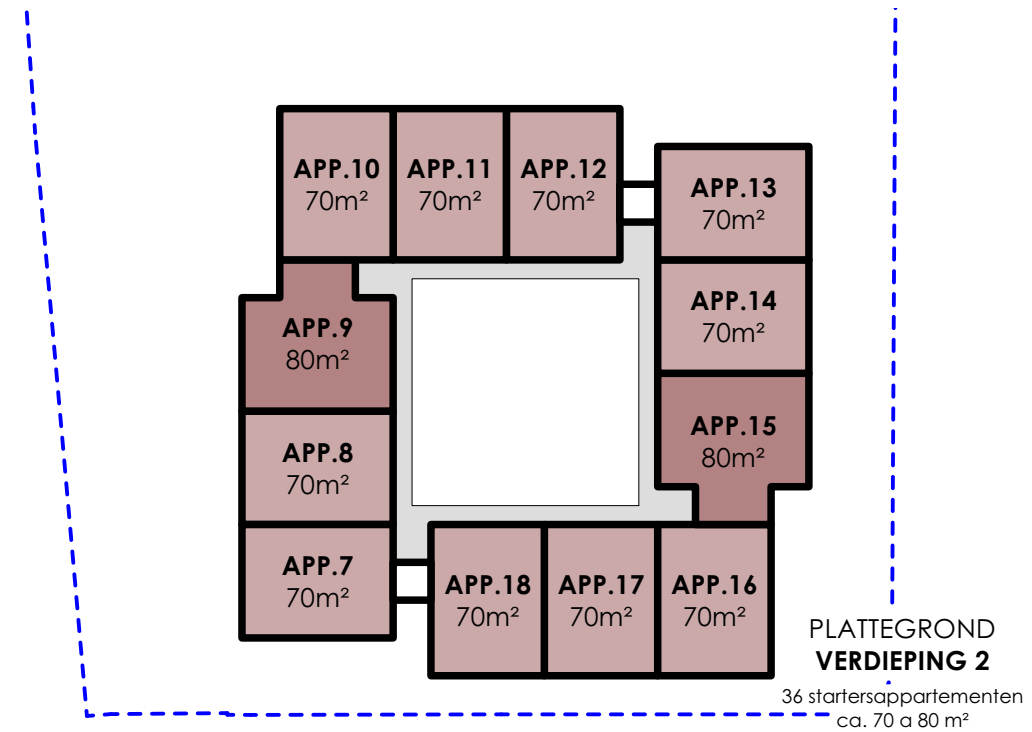 APP.10
70m²
APP.11
70m²
APP.12
70m²
APP.13
70m²
APP.14
70m²
APP.9
80m²
APP.15
80m²
APP.8
70m²
APP.7
70m²
APP.18
70m²
APP.17
70m²
APP.16
70m²
PLATTEGROND
VERDIEPING 2
36 startersappartementen
ca. 70 a 80 m²